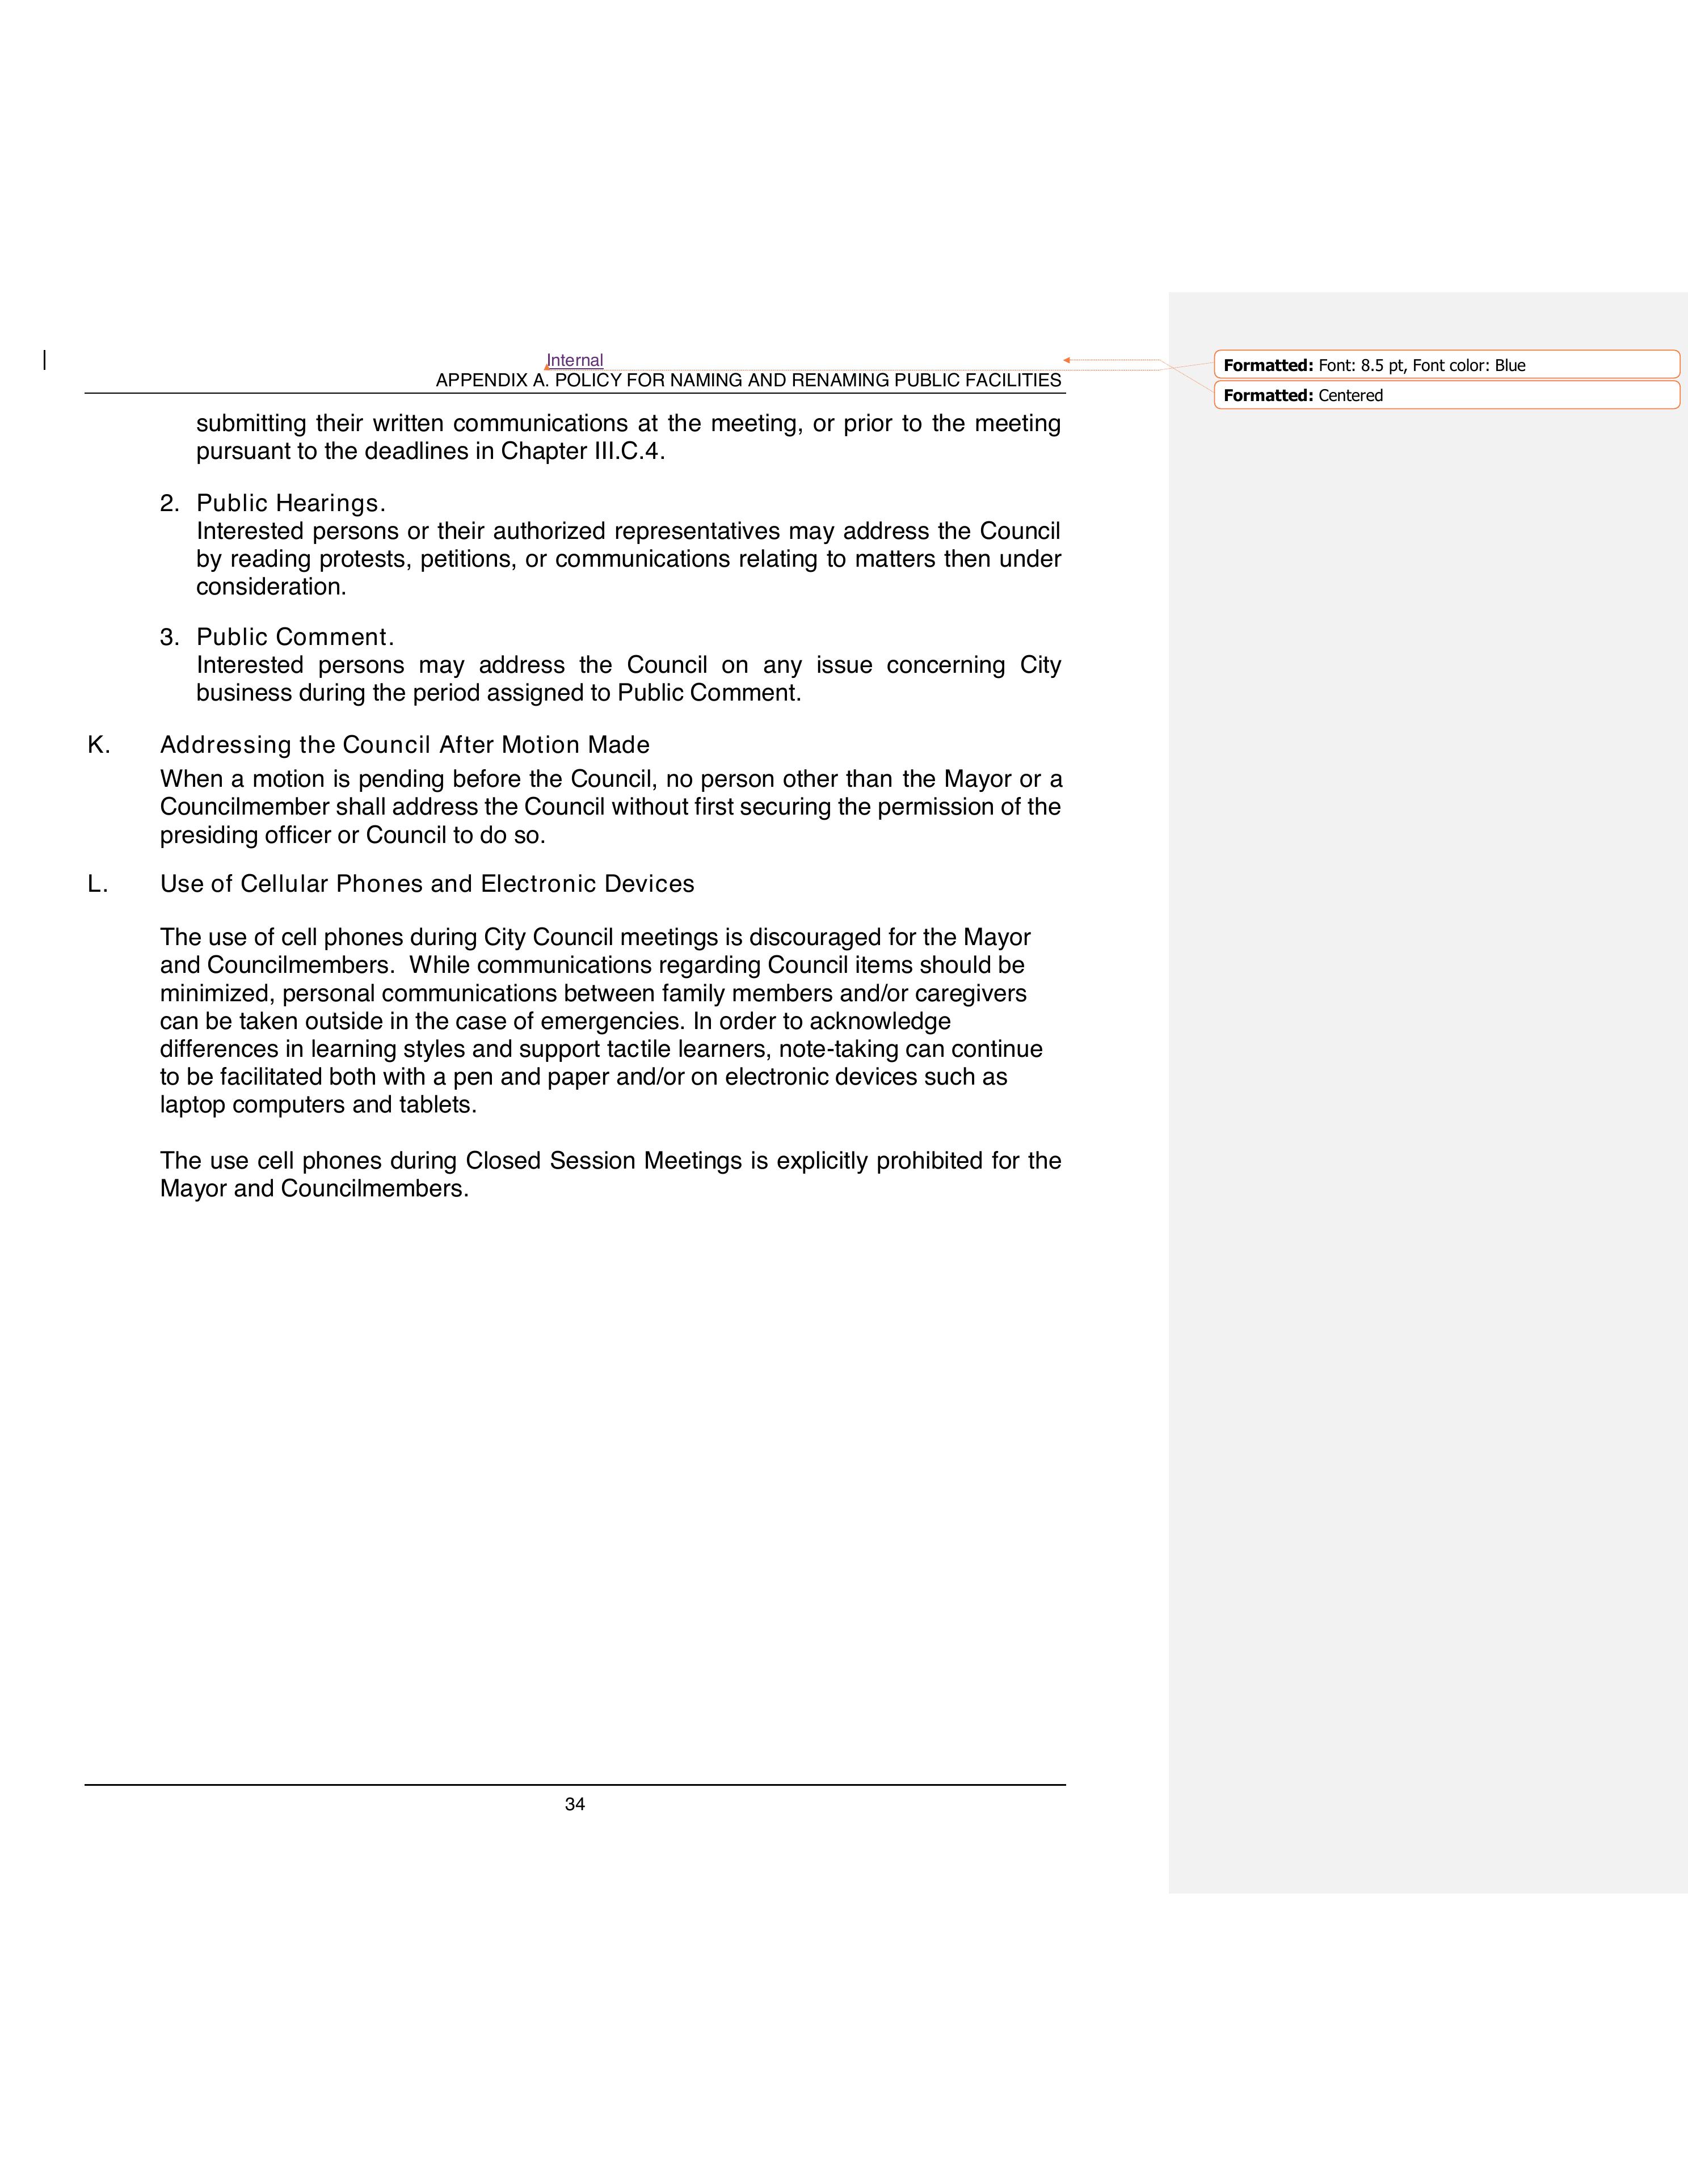 Internal
APPENDIX A. POLICY FOR NAMING AND RENAMING PUBLIC FACILITIES
Formatted: Font: 8.5 pt, Font color: Blue
Formatted: Centered
submitting their written communications at the meeting, or prior to the meeting
pursuant to the deadlines in Chapter III.C.4.
2. Public Hearings.
Interested persons or their authorized representatives may address the Council
by reading protests, petitions, or communications relating to matters then under
consideration.
3. Public Comment.
Interested persons may address the Council on any issue concerning City
business during the period assigned to Public Comment.
K. Addressing the Council After Motion Made
When a motion is pending before the Council, no person other than the Mayor or a
Councilmember shall address the Council without first securing the permission of the
presiding officer or Council to do so.
L. Use of Cellular Phones and Electronic Devices
The use of cell phones during City Council meetings is discouraged for the Mayor
and Councilmembers.  While communications regarding Council items should be
minimized, personal communications between family members and/or caregivers
can be taken outside in the case of emergencies. In order to acknowledge
differences in learning styles and support tactile learners, note-taking can continue
to be facilitated both with a pen and paper and/or on electronic devices such as
laptop computers and tablets.
The use cell phones during Closed Session Meetings is explicitly prohibited for the
Mayor and Councilmembers.
34